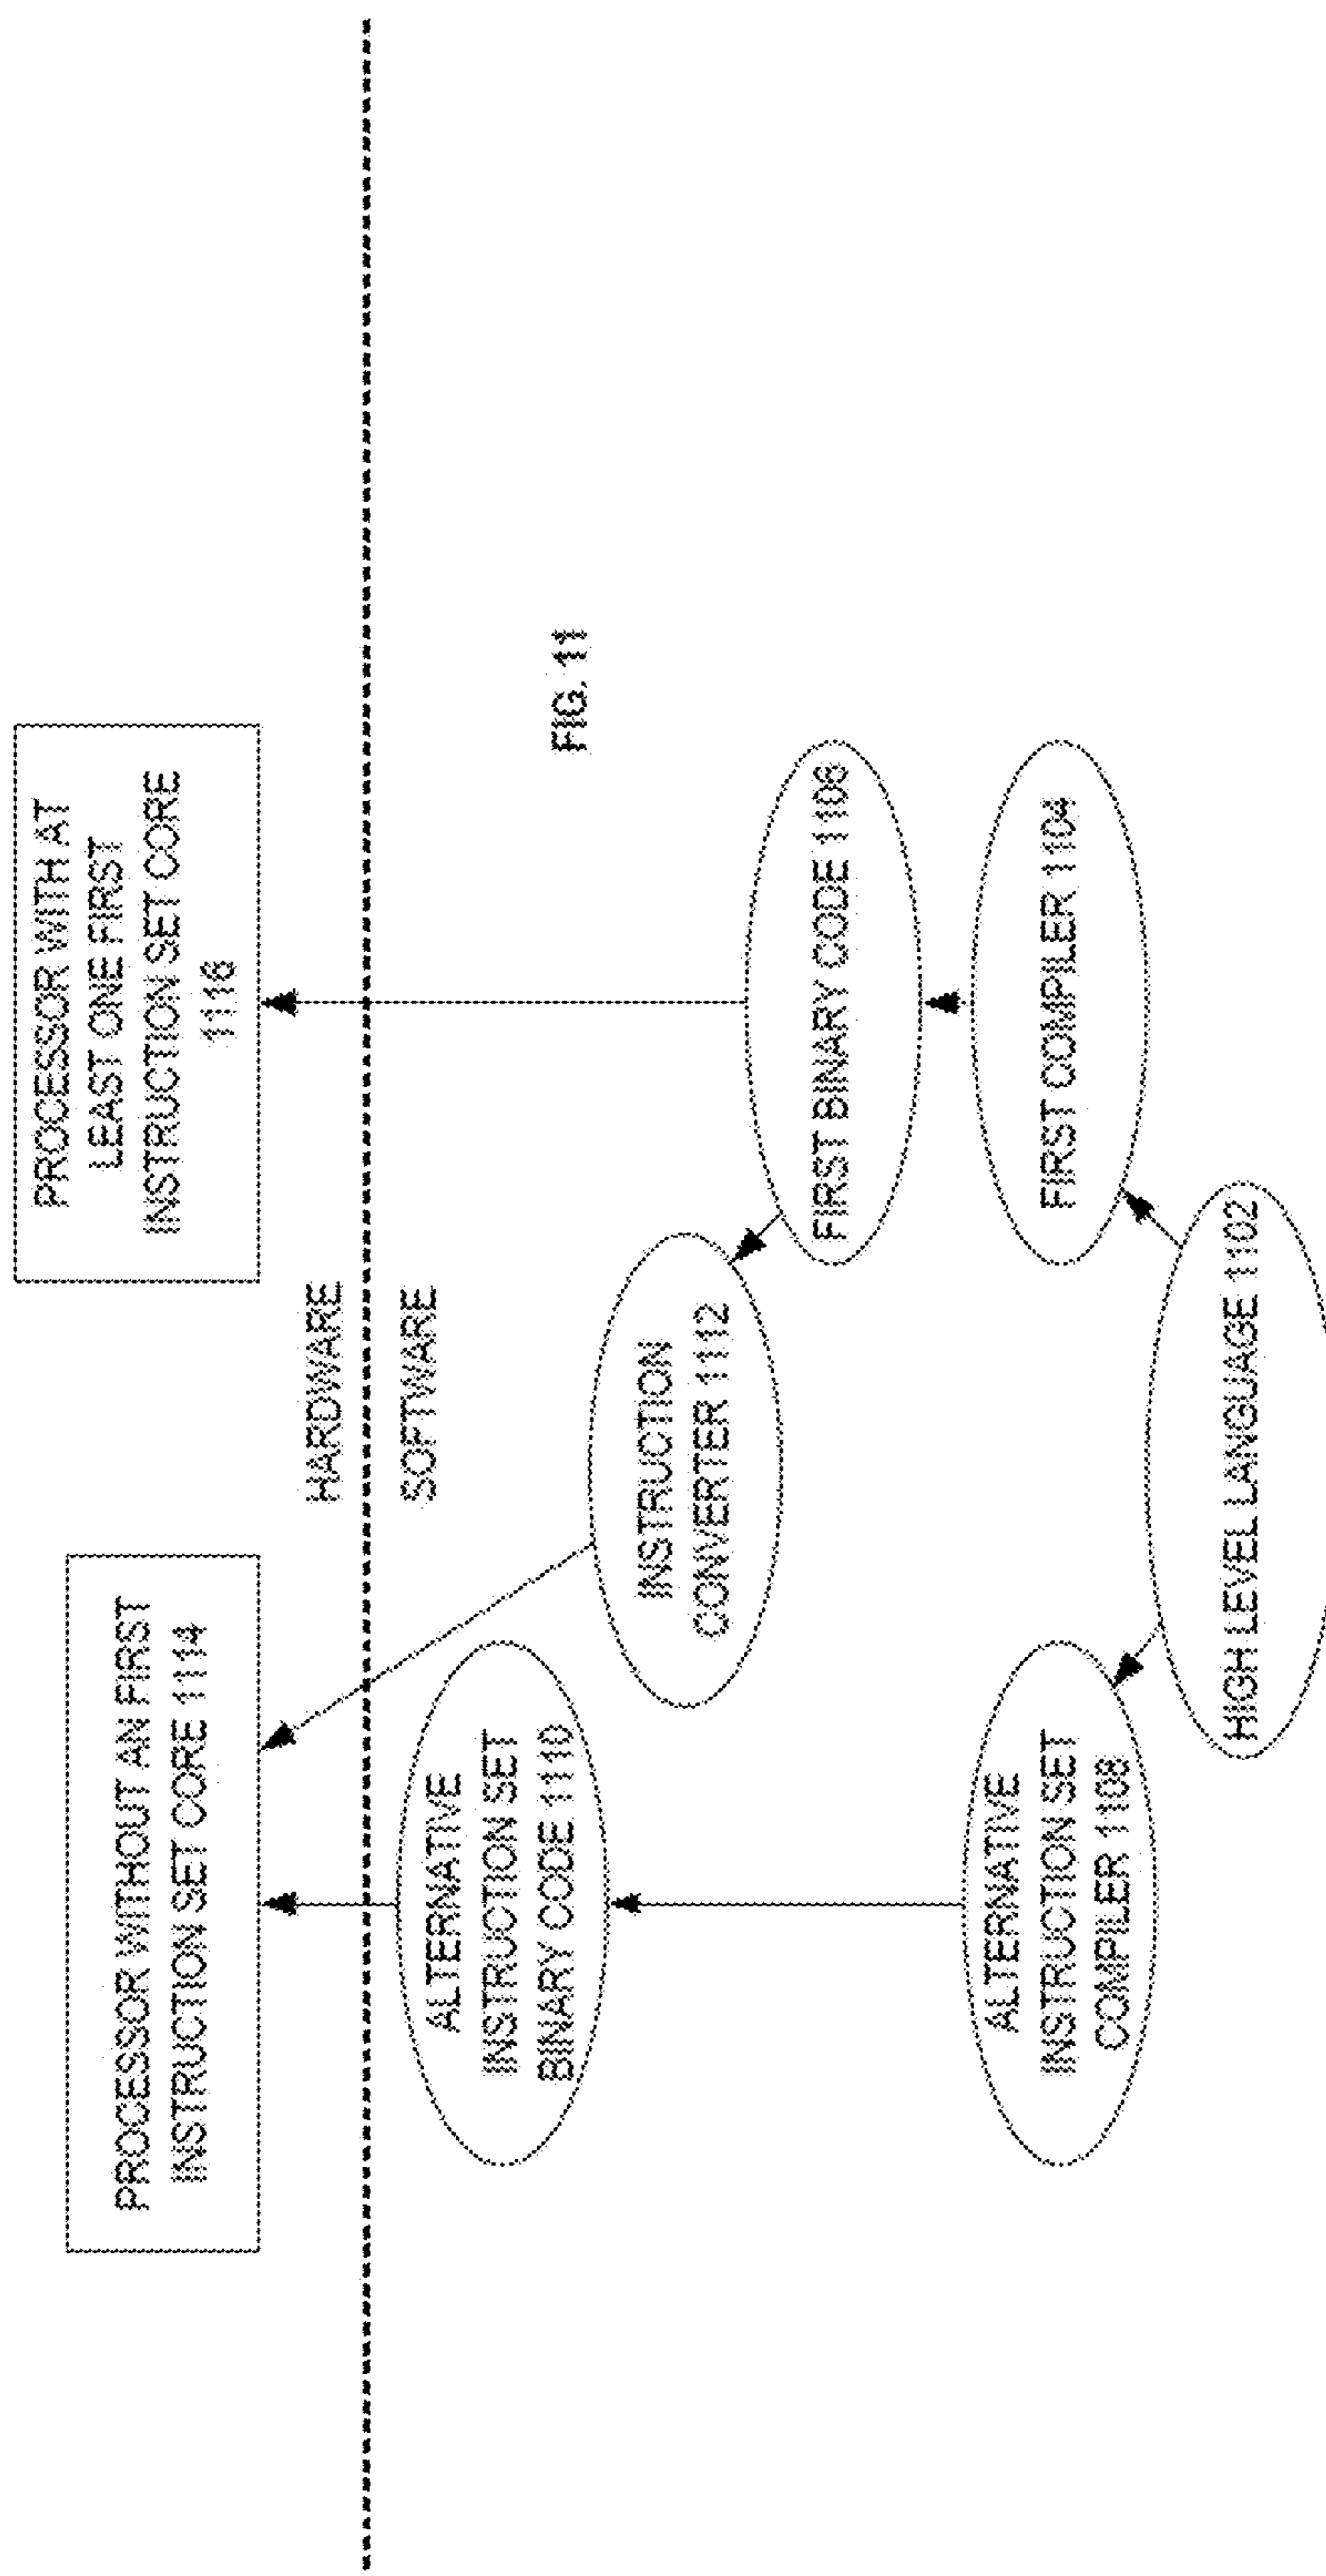 PROCESSOR WITHOUT AN FIRST
INSTRUCTION SET CORE 1114
PROCESSOR WITH AT
LEAST ONE FIRST
INSTRUCTION SET CORE
1116
HARDWARE
SOFTWARE
ALTERNATIVE
INSTRUCTION SET
BINARY CODE 1110
INSTRUCTION
CONVERTER 1112
FIG. 11
FIRST BINARY CODE 1106
ALTERNATIVE
INSTRUCTION SET
COMPILER 1108
FIRST COMPILER 1104
HIGH LEVEL LANGUAGE 1102